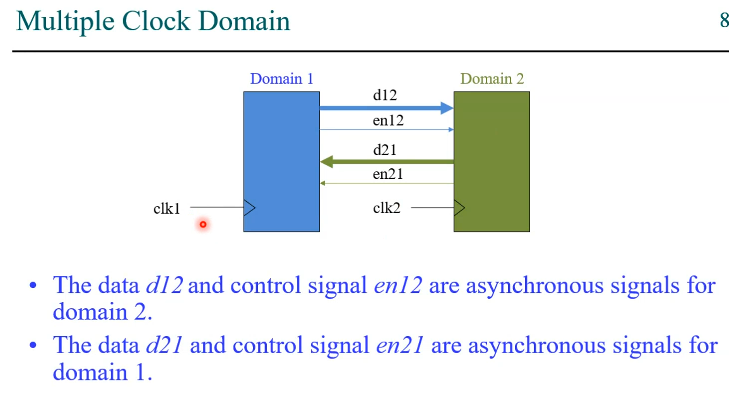 Multiple Clock Domain
8
Domain 1
Domain 2
d12
en12
d21
en21
clk1
clk2
• The data d12 and control signal en12 are asynchronous signals for
domain 2.
• The data d21 and control signal en21 are asynchronous signals for
domain 1.